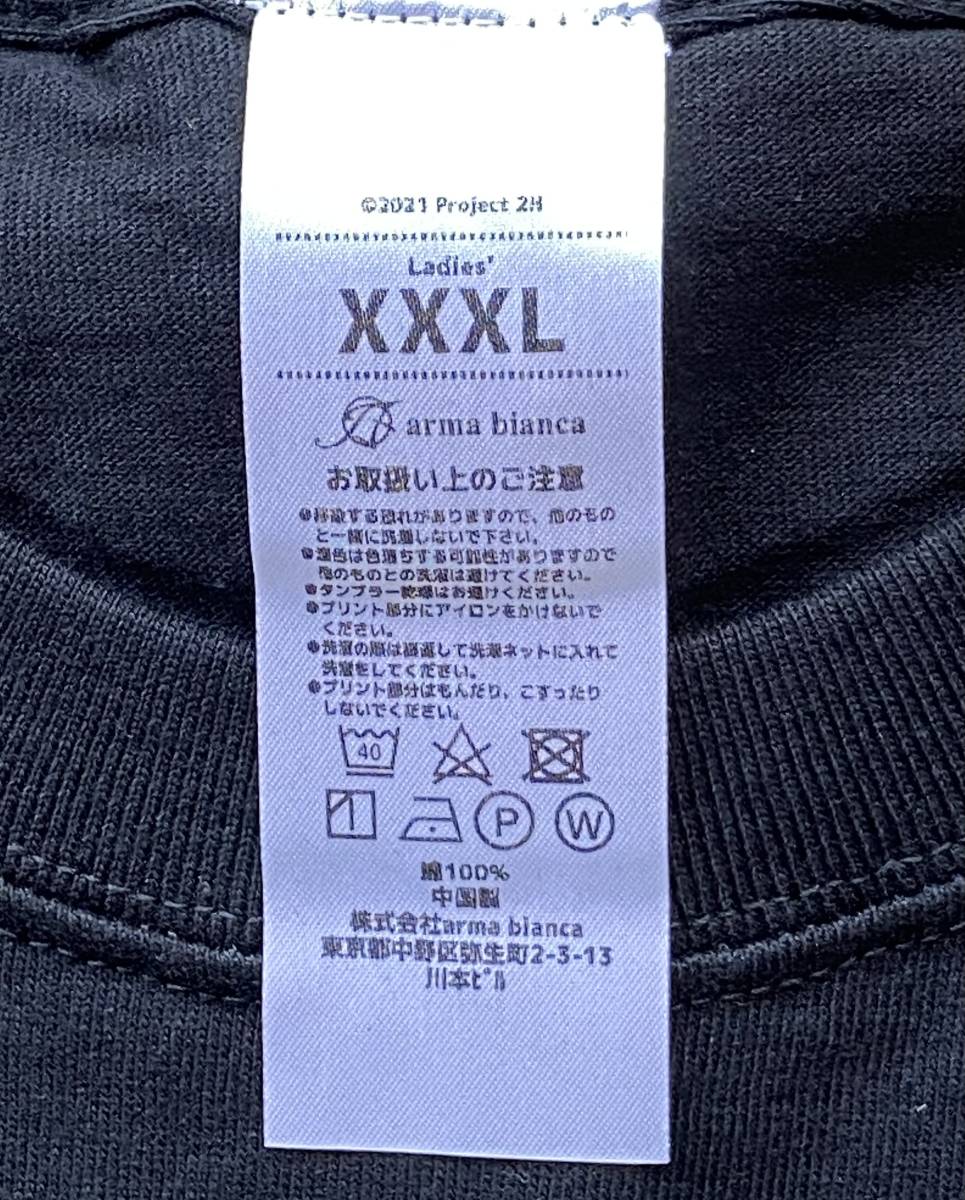 ©2021 Project 2H
Ladies'
XXXL
arma bianca
お取扱い上のご注意
●移染する恐れがありますので、他のもの
と一緒に洗濯しないで下さい。
●濃色は色落ちする可能性がありますので
他のものとの洗濯は避けてください。
●タンブラー乾燥はお避けください。
●プリント部分にアイロンをかけないで
ください。
●洗濯の際は裏返して洗濯ネットに入れて
洗濯をしてください。
●プリント部分はもんだり、こすったり
しないでください。
40
P W
綿100%
中国製
株式会社arma bianca
東京都中野区弥生町2-3-13
川本ビル